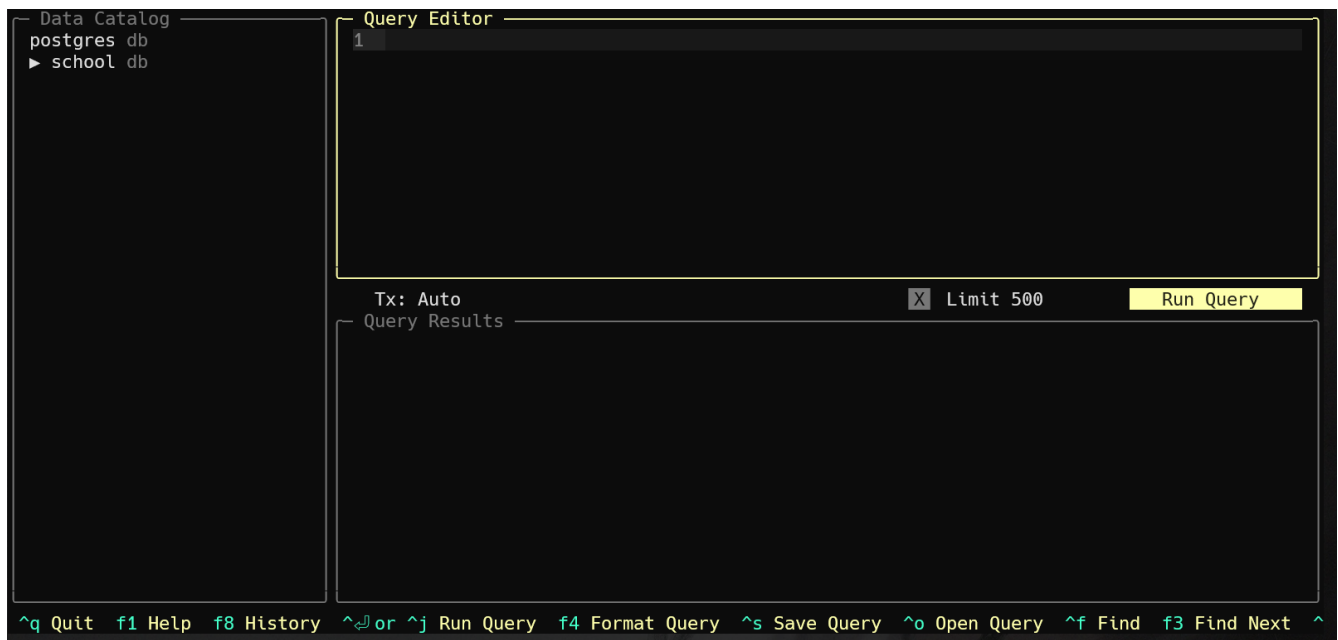 Data Catalog
postgres db
▶ school db
Query Editor
1
Tx: Auto
X Limit 500
Run Query
Query Results
^q Quit f1 Help f8 History ^⏎ or ^j Run Query f4 Format Query ^s Save Query ^o Open Query ^f Find f3 Find Next ^